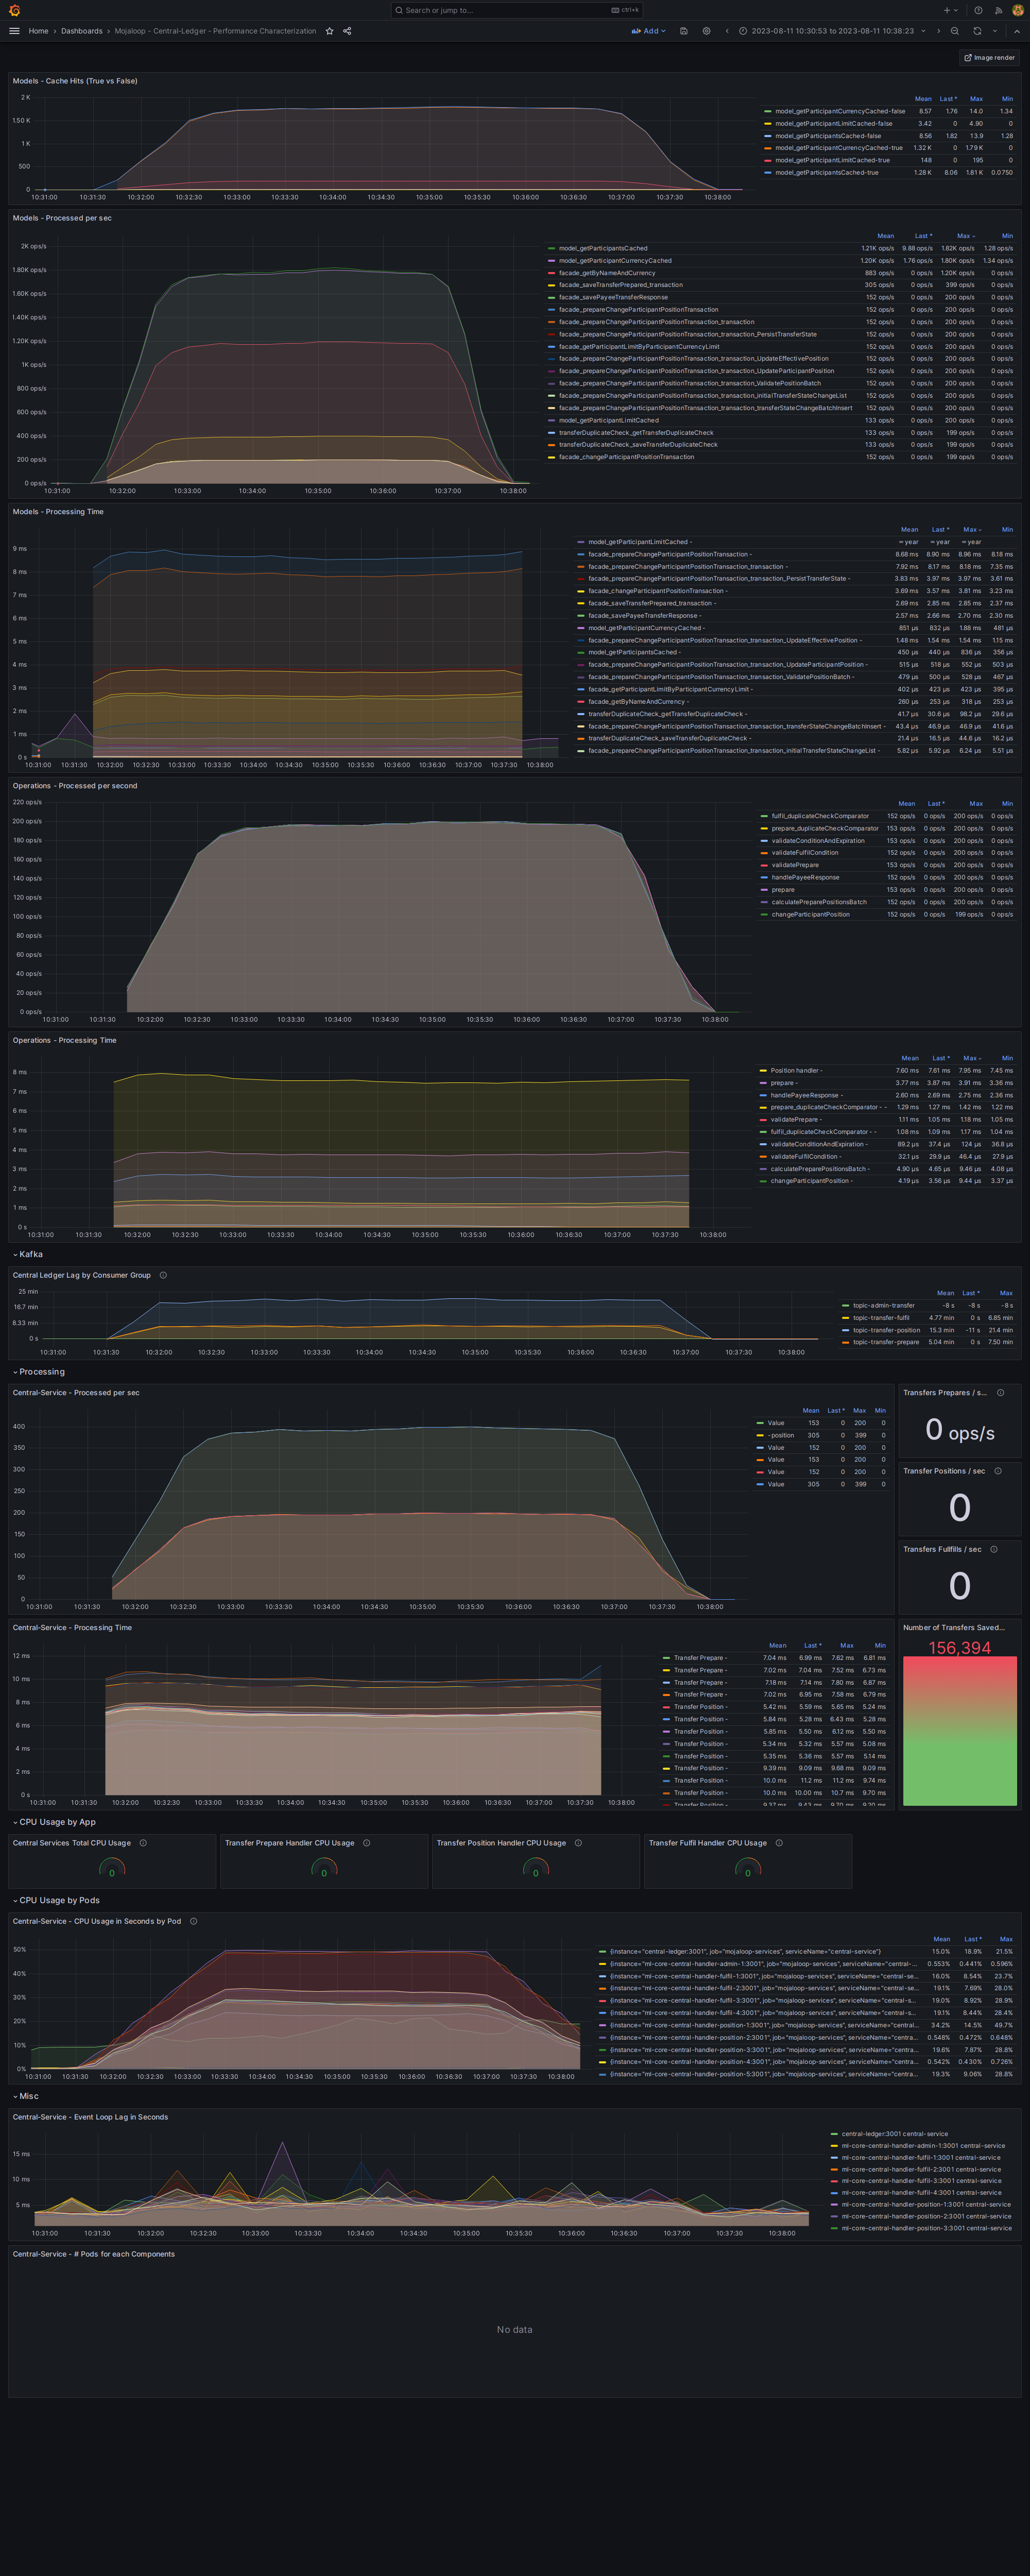 Search or jump to...
ctrl+k
Home › Dashboards › Mojaloop - Central-Ledger - Performance Characterization
Add
2023-08-11 10:30:53 to 2023-08-11 10:38:23
Image render
Models - Cache Hits (True vs False)
2 K
1.50 K
1 K
500
0
10:31:00 10:31:30 10:32:00 10:32:30 10:33:00 10:33:30 10:34:00 10:34:30 10:35:00 10:35:30 10:36:00 10:36:30 10:37:00 10:37:30 10:38:00
Mean Last * Max Min
model_getParticipantCurrencyCached-false 8.57 1.76 14.0 1.34
model_getParticipantLimitCached-false 3.42 0 4.90 0
model_getParticipantsCached-false 8.56 1.82 13.9 1.28
model_getParticipantCurrencyCached-true 1.32 K 0 1.79 K 0
model_getParticipantLimitCached-true 148 0 195 0
model_getParticipantsCached-true 1.28 K 8.06 1.81 K 0.0750
Models - Processed per sec
2K ops/s
1.80K ops/s
1.60K ops/s
1.40K ops/s
1.20K ops/s
1K ops/s
800 ops/s
600 ops/s
400 ops/s
200 ops/s
0 ops/s
10:31:00 10:32:00 10:33:00 10:34:00 10:35:00 10:36:00 10:37:00 10:38:00
Mean Last * Max Min
model_getParticipantsCached 1.21K ops/s 9.88 ops/s 1.82K ops/s 1.28 ops/s
model_getParticipantCurrencyCached 1.20K ops/s 1.76 ops/s 1.80K ops/s 1.34 ops/s
facade_getByNameAndCurrency 883 ops/s 0 ops/s 1.20K ops/s 0 ops/s
facade_saveTransferPrepared_transaction 305 ops/s 0 ops/s 399 ops/s 0 ops/s
facade_savePayeeTransferResponse 152 ops/s 0 ops/s 200 ops/s 0 ops/s
facade_prepareChangeParticipantPositionTransaction 152 ops/s 0 ops/s 200 ops/s 0 ops/s
facade_prepareChangeParticipantPositionTransaction_transaction 152 ops/s 0 ops/s 200 ops/s 0 ops/s
facade_prepareChangeParticipantPositionTransaction_transaction_PersistTransferState 152 ops/s 0 ops/s 200 ops/s 0 ops/s
facade_getParticipantLimitByParticipantCurrencyLimit 152 ops/s 0 ops/s 200 ops/s 0 ops/s
facade_prepareChangeParticipantPositionTransaction_transaction_UpdateEffectivePosition 152 ops/s 0 ops/s 200 ops/s 0 ops/s
facade_prepareChangeParticipantPositionTransaction_transaction_UpdateParticipantPosition 152 ops/s 0 ops/s 200 ops/s 0 ops/s
facade_prepareChangeParticipantPositionTransaction_transaction_ValidatePositionBatch 152 ops/s 0 ops/s 200 ops/s 0 ops/s
facade_prepareChangeParticipantPositionTransaction_transaction_initialTransferStateChangeList 152 ops/s 0 ops/s 200 ops/s 0 ops/s
facade_prepareChangeParticipantPositionTransaction_transaction_transferStateChangeBatchInsert 152 ops/s 0 ops/s 200 ops/s 0 ops/s
model_getParticipantLimitCached 133 ops/s 0 ops/s 200 ops/s 0 ops/s
transferDuplicateCheck_getTransferDuplicateCheck 133 ops/s 0 ops/s 199 ops/s 0 ops/s
transferDuplicateCheck_saveTransferDuplicateCheck 133 ops/s 0 ops/s 199 ops/s 0 ops/s
facade_changeParticipantPositionTransaction 152 ops/s 0 ops/s 199 ops/s 0 ops/s
Models - Processing Time
9 ms
8 ms
7 ms
6 ms
5 ms
4 ms
3 ms
2 ms
1 ms
0 s
10:31:00 10:31:30 10:32:00 10:32:30 10:33:00 10:33:30 10:34:00 10:34:30 10:35:00 10:35:30 10:36:00 10:36:30 10:37:00 10:37:30 10:38:00
Mean Last * Max Min
model_getParticipantLimitCached - ∞ year ∞ year ∞ year
facade_prepareChangeParticipantPositionTransaction - 8.68 ms 8.90 ms 8.96 ms 8.18 ms
facade_prepareChangeParticipantPositionTransaction_transaction - 7.92 ms 8.17 ms 8.18 ms 7.35 ms
facade_prepareChangeParticipantPositionTransaction_transaction_PersistTransferState - 3.83 ms 3.97 ms 3.97 ms 3.61 ms
facade_changeParticipantPositionTransaction - 3.69 ms 3.57 ms 3.81 ms 3.23 ms
facade_saveTransferPrepared_transaction - 2.69 ms 2.85 ms 2.85 ms 2.37 ms
facade_savePayeeTransferResponse - 2.57 ms 2.66 ms 2.70 ms 2.30 ms
model_getParticipantCurrencyCached - 851 µs 832 µs 1.88 ms 481 µs
facade_prepareChangeParticipantPositionTransaction_transaction_UpdateEffectivePosition - 1.48 ms 1.54 ms 1.54 ms 1.15 ms
model_getParticipantsCached - 450 µs 440 µs 836 µs 356 µs
facade_prepareChangeParticipantPositionTransaction_transaction_UpdateParticipantPosition - 515 µs 518 µs 552 µs 503 µs
facade_prepareChangeParticipantPositionTransaction_transaction_ValidatePositionBatch - 479 µs 500 µs 528 µs 467 µs
facade_getParticipantLimitByParticipantCurrencyLimit - 402 µs 423 µs 423 µs 395 µs
facade_getByNameAndCurrency - 260 µs 253 µs 318 µs 253 µs
transferDuplicateCheck_getTransferDuplicateCheck - 41.7 µs 30.6 µs 98.2 µs 29.6 µs
facade_prepareChangeParticipantPositionTransaction_transaction_transferStateChangeBatchInsert - 43.4 µs 46.9 µs 46.9 µs 41.6 µs
transferDuplicateCheck_saveTransferDuplicateCheck - 21.4 µs 16.5 µs 44.6 µs 16.2 µs
facade_prepareChangeParticipantPositionTransaction_transaction_initialTransferStateChangeList - 5.82 µs 5.92 µs 6.24 µs 5.51 µs
Operations - Processed per second
220 ops/s
200 ops/s
180 ops/s
160 ops/s
140 ops/s
120 ops/s
100 ops/s
80 ops/s
60 ops/s
40 ops/s
20 ops/s
0 ops/s
10:31:00 10:31:30 10:32:00 10:32:30 10:33:00 10:33:30 10:34:00 10:34:30 10:35:00 10:35:30 10:36:00 10:36:30 10:37:00 10:37:30 10:38:00
Mean Last * Max Min
fulfil_duplicateCheckComparator 152 ops/s 0 ops/s 200 ops/s 0 ops/s
prepare_duplicateCheckComparator 153 ops/s 0 ops/s 200 ops/s 0 ops/s
validateConditionAndExpiration 153 ops/s 0 ops/s 200 ops/s 0 ops/s
validateFulfilCondition 152 ops/s 0 ops/s 200 ops/s 0 ops/s
validatePrepare 153 ops/s 0 ops/s 200 ops/s 0 ops/s
handlePayeeResponse 152 ops/s 0 ops/s 200 ops/s 0 ops/s
prepare 153 ops/s 0 ops/s 200 ops/s 0 ops/s
calculatePreparePositionsBatch 152 ops/s 0 ops/s 200 ops/s 0 ops/s
changeParticipantPosition 152 ops/s 0 ops/s 199 ops/s 0 ops/s
Operations - Processing Time
8 ms
7 ms
6 ms
5 ms
4 ms
3 ms
2 ms
1 ms
0 s
10:31:00 10:31:30 10:32:00 10:32:30 10:33:00 10:33:30 10:34:00 10:34:30 10:35:00 10:35:30 10:36:00 10:36:30 10:37:00 10:37:30 10:38:00
Mean Last * Max Min
Position handler - 7.60 ms 7.61 ms 7.95 ms 7.45 ms
prepare - 3.77 ms 3.87 ms 3.91 ms 3.36 ms
handlePayeeResponse - 2.60 ms 2.69 ms 2.75 ms 2.36 ms
prepare_duplicateCheckComparator - - 1.29 ms 1.27 ms 1.42 ms 1.22 ms
validatePrepare - 1.11 ms 1.05 ms 1.18 ms 1.05 ms
fulfil_duplicateCheckComparator - - 1.08 ms 1.09 ms 1.17 ms 1.04 ms
validateConditionAndExpiration - 89.2 µs 37.4 µs 124 µs 36.8 µs
validateFulfilCondition - 32.1 µs 29.9 µs 46.4 µs 27.9 µs
calculatePreparePositionsBatch - 4.90 µs 4.65 µs 9.46 µs 4.08 µs
changeParticipantPosition - 4.19 µs 3.56 µs 9.44 µs 3.37 µs
Kafka
Central Ledger Lag by Consumer Group
25 min
16.7 min
8.33 min
0 s
10:31:00 10:31:30 10:32:00 10:32:30 10:33:00 10:33:30 10:34:00 10:34:30 10:35:00 10:35:30 10:36:00 10:36:30 10:37:00 10:37:30 10:38:00
Mean Last * Max
topic-admin-transfer -8 s -8 s -8 s
topic-transfer-fulfil 4.77 min 0 s 6.85 min
topic-transfer-position 15.3 min -11 s 21.4 min
topic-transfer-prepare 5.04 min 0 s 7.50 min
Processing
Central-Service - Processed per sec
400
350
300
250
200
150
100
50
0
10:31:00 10:31:30 10:32:00 10:32:30 10:33:00 10:33:30 10:34:00 10:34:30 10:35:00 10:35:30 10:36:00 10:36:30 10:37:00 10:37:30 10:38:00
Mean Last * Max Min
Value 153 0 200 0
-position 305 0 399 0
Value 152 0 200 0
Value 153 0 200 0
Value 152 0 200 0
Value 305 0 399 0
Transfers Prepares / s...
0 ops/s
Transfer Positions / sec
0
Transfers Fullfills / sec
0
Central-Service - Processing Time
12 ms
10 ms
8 ms
6 ms
4 ms
2 ms
0 s
10:31:00 10:31:30 10:32:00 10:32:30 10:33:00 10:33:30 10:34:00 10:34:30 10:35:00 10:35:30 10:36:00 10:36:30 10:37:00 10:37:30 10:38:00
Mean Last * Max Min
Transfer Prepare - 7.04 ms 6.99 ms 7.62 ms 6.81 ms
Transfer Prepare - 7.02 ms 7.04 ms 7.52 ms 6.73 ms
Transfer Prepare - 7.18 ms 7.14 ms 7.80 ms 6.87 ms
Transfer Prepare - 7.02 ms 6.95 ms 7.58 ms 6.79 ms
Transfer Position - 5.42 ms 5.59 ms 5.65 ms 5.24 ms
Transfer Position - 5.84 ms 5.28 ms 6.43 ms 5.28 ms
Transfer Position - 5.85 ms 5.50 ms 6.12 ms 5.50 ms
Transfer Position - 5.34 ms 5.32 ms 5.57 ms 5.08 ms
Transfer Position - 5.35 ms 5.36 ms 5.57 ms 5.14 ms
Transfer Position - 9.39 ms 9.09 ms 9.68 ms 9.09 ms
Transfer Position - 10.0 ms 11.2 ms 11.2 ms 9.74 ms
Transfer Position - 10.0 ms 10.00 ms 10.7 ms 9.70 ms
Transfer Position -
Number of Transfers Saved...
156,394
CPU Usage by App
Central Services Total CPU Usage
0
Transfer Prepare Handler CPU Usage
0
Transfer Position Handler CPU Usage
0
Transfer Fulfil Handler CPU Usage
0
CPU Usage by Pods
Central-Service - CPU Usage in Seconds by Pod
50%
40%
30%
20%
10%
0%
10:31:00 10:31:30 10:32:00 10:32:30 10:33:00 10:33:30 10:34:00 10:34:30 10:35:00 10:35:30 10:36:00 10:36:30 10:37:00 10:37:30 10:38:00
Mean Last * Max
{instance="central-ledger:3001", job="mojaloop-services", serviceName="central-service"} 15.0% 18.9% 21.5%
{instance="ml-core-central-handler-admin-1:3001", job="mojaloop-services", serviceName="central-... 0.553% 0.441% 0.596%
{instance="ml-core-central-handler-fulfil-1:3001", job="mojaloop-services", serviceName="central-se... 16.0% 8.54% 23.7%
{instance="ml-core-central-handler-fulfil-2:3001", job="mojaloop-services", serviceName="central-se... 19.1% 7.69% 28.0%
{instance="ml-core-central-handler-fulfil-3:3001", job="mojaloop-services", serviceName="central-s... 19.0% 8.92% 28.9%
{instance="ml-core-central-handler-fulfil-4:3001", job="mojaloop-services", serviceName="central-s... 19.1% 8.44% 28.4%
{instance="ml-core-central-handler-position-1:3001", job="mojaloop-services", serviceName="central... 34.2% 14.5% 49.7%
{instance="ml-core-central-handler-position-2:3001", job="mojaloop-services", serviceName="centra... 0.548% 0.472% 0.648%
{instance="ml-core-central-handler-position-3:3001", job="mojaloop-services", serviceName="centra... 19.6% 7.87% 28.8%
{instance="ml-core-central-handler-position-4:3001", job="mojaloop-services", serviceName="centra... 0.542% 0.430% 0.726%
{instance="ml-core-central-handler-position-5:3001", job="mojaloop-services", serviceName="centra... 19.3% 9.06% 28.8%
Misc
Central-Service - Event Loop Lag in Seconds
15 ms
10 ms
5 ms
10:31:00 10:31:30 10:32:00 10:32:30 10:33:00 10:33:30 10:34:00 10:34:30 10:35:00 10:35:30 10:36:00 10:36:30 10:37:00 10:37:30 10:38:00
central-ledger:3001 central-service
ml-core-central-handler-admin-1:3001 central-service
ml-core-central-handler-fulfil-1:3001 central-service
ml-core-central-handler-fulfil-2:3001 central-service
ml-core-central-handler-fulfil-3:3001 central-service
ml-core-central-handler-fulfil-4:3001 central-service
ml-core-central-handler-position-1:3001 central-service
ml-core-central-handler-position-2:3001 central-service
ml-core-central-handler-position-3:3001 central-service
Central-Service - # Pods for each Components
No data